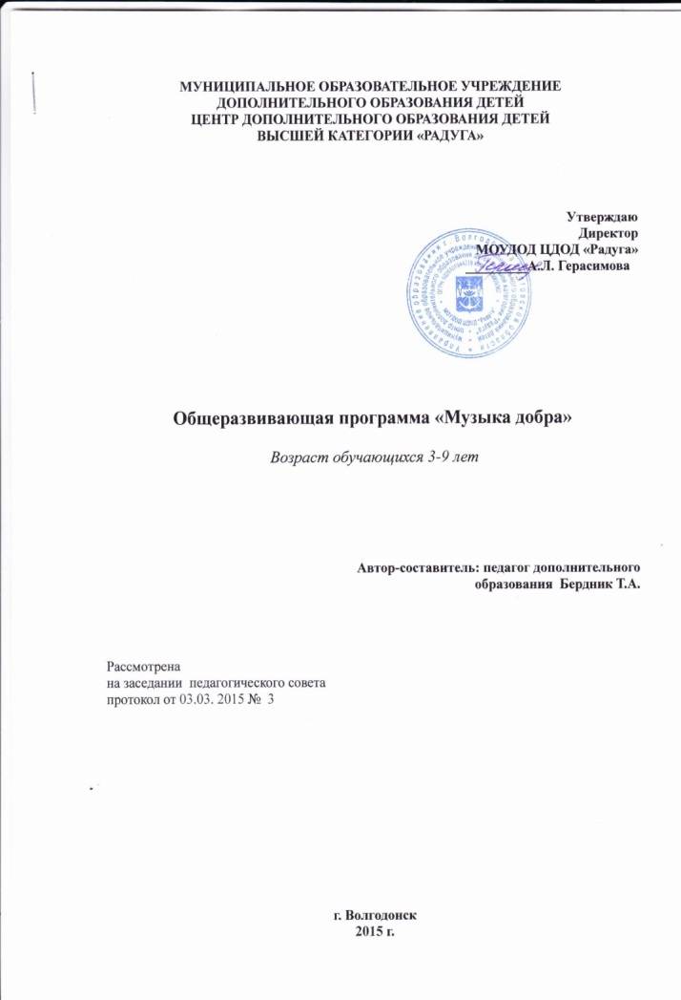 МУНИЦИПАЛЬНОЕ ОБРАЗОВАТЕЛЬНОЕ УЧРЕЖДЕНИЕ
ДОПОЛНИТЕЛЬНОГО ОБРАЗОВАНИЯ ДЕТЕЙ
ЦЕНТР ДОПОЛНИТЕЛЬНОГО ОБРАЗОВАНИЯ ДЕТЕЙ
ВЫСШЕЙ КАТЕГОРИИ «РАДУГА»
Утверждаю
Директор
МОУДОД ЦДОД «Радуга»
А.Л. Герасимова
Общеразвивающая программа «Музыка добра»
Возраст обучающихся 3-9 лет
Автор-составитель: педагог дополнительного
образования Бердник Т.А.
Рассмотрена
на заседании педагогического совета
протокол от 03.03. 2015 № 3
г. Волгодонск
2015 г.